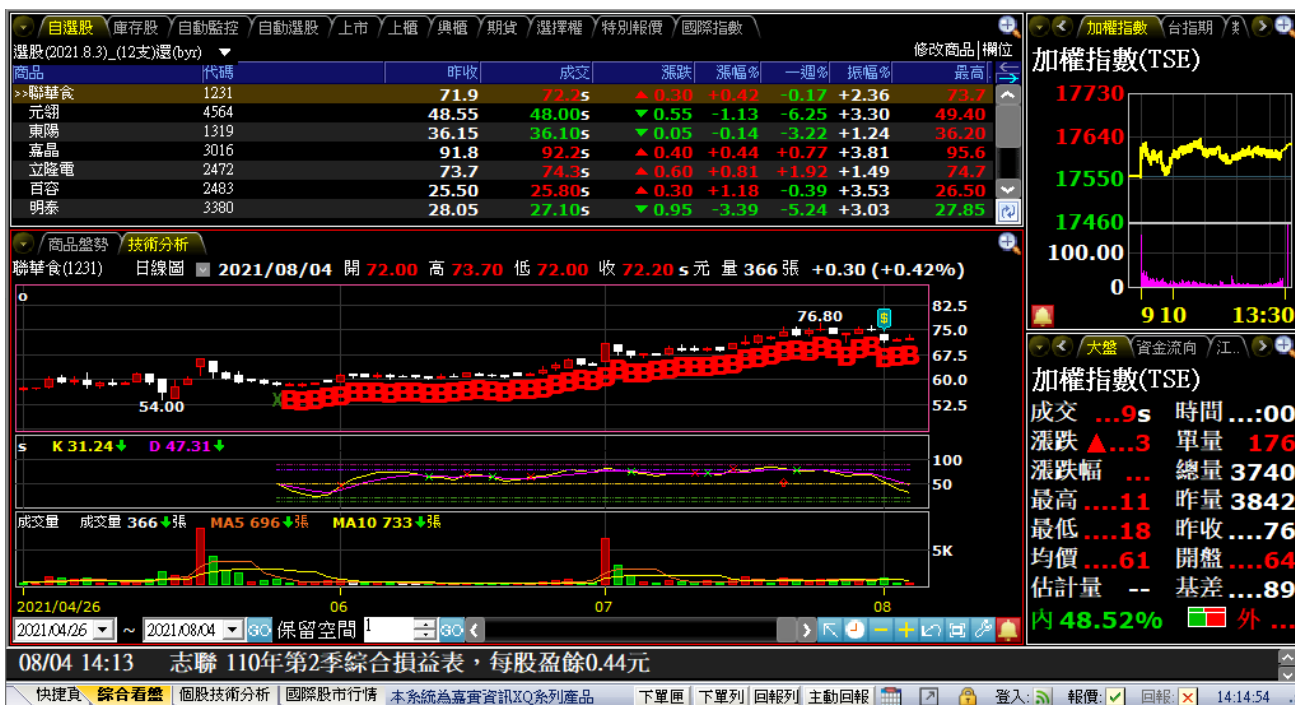 自選股 庫存股 自動監控 自動選股 上市 上櫃 興櫃 期貨 選擇權 特別報價 國際指數
選股(2021.8.3)_(12支)還(byr) 修改商品 欄位
商品 代碼 昨收 成交 漲跌 漲幅% 一週% 振幅% 最高
>>聯華食 1231 71.9 72.2s ▲ 0.30 +0.42 -0.17 +2.36 73.7
元翎 4564 48.55 48.00s ▼ 0.55 -1.13 -6.25 +3.30 49.40
東陽 1319 36.15 36.10s ▼ 0.05 -0.14 -3.22 +1.24 36.20
嘉晶 3016 91.8 92.2s ▲ 0.40 +0.44 +0.77 +3.81 95.6
立隆電 2472 73.7 74.3s ▲ 0.60 +0.81 +1.92 +1.49 74.7
百容 2483 25.50 25.80s ▲ 0.30 +1.18 -0.39 +3.53 26.50
明泰 3380 28.05 27.10s ▼ 0.95 -3.39 -5.24 +3.03 27.85
商品盤勢 技術分析
聯華食(1231) 日線圖 2021/08/04 開 72.00 高 73.70 低 72.00 收 72.20 s 元 量 366 張 +0.30 (+0.42%)
o
82.5
76.80
75.0
67.5
60.0
54.00
52.5
s K 31.24 D 47.31
100
50
成交量 成交量 366 張 MA5 696 張 MA10 733 張
5K
2021/04/26 06 07 08
2021/04/26 ~ 2021/08/04 GO 保留空間 1 GO
加權指數 台指期
加權指數(TSE)
17730
17640
17550
17460
100.00
0
9 10 13:30
大盤 資金流向 江..
加權指數(TSE)
成交 ...9s 時間 ...:00
漲跌 ▲...3 單量 176
漲跌幅 ... 總量 3740
最高 ....11 昨量 3842
最低 ....18 昨收 ....76
均價 ....61 開盤 ....64
估計量 -- 基差 ....89
內 48.52% 外 ...
08/04 14:13 志聯 110年第2季綜合損益表，每股盈餘0.44元
快捷頁 綜合看盤 個股技術分析 國際股市行情 本系統為嘉實資訊XQ系列產品 下單匣 下單列 回報列 主動回報 登入: 報價: 回報: 14:14:54